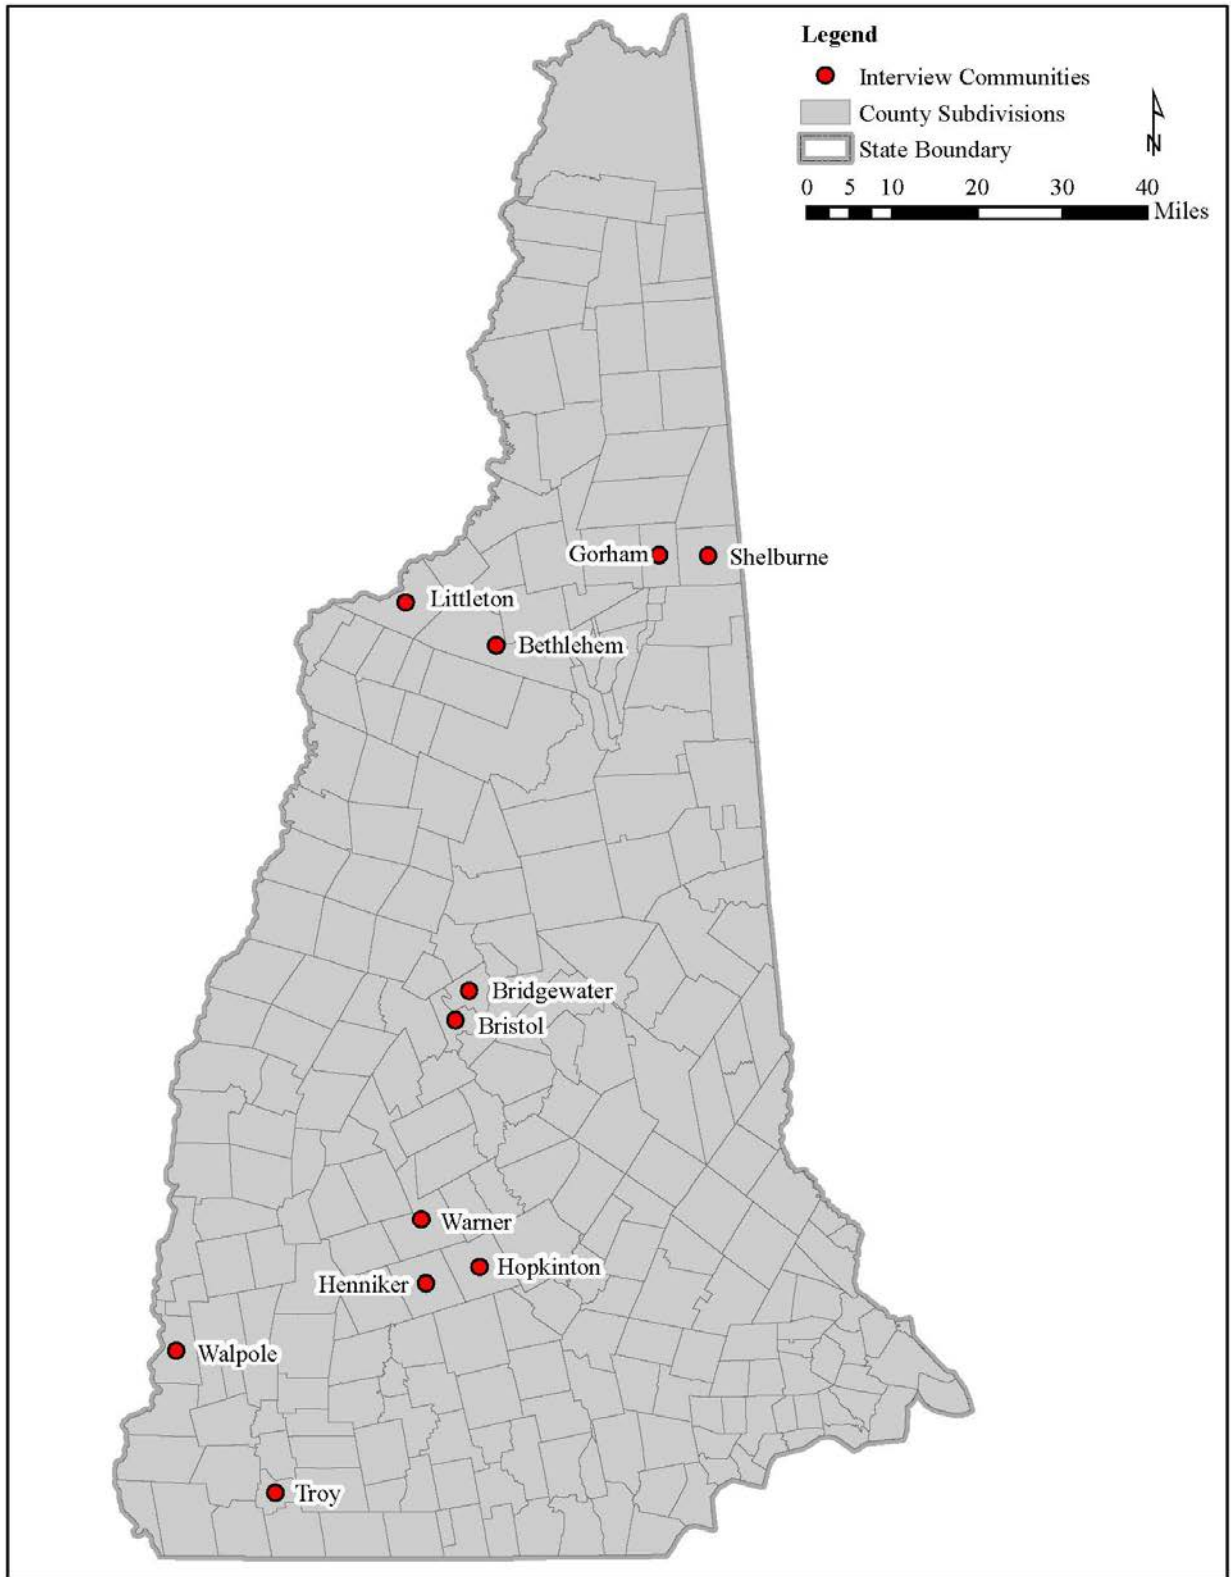 Legend
Interview Communities
County Subdivisions
State Boundary
N
0 5 10 20 30 40
Miles
Gorham
Shelburne
Littleton
Bethlehem
Bridgewater
Bristol
Warner
Hopkinton
Henniker
Walpole
Troy